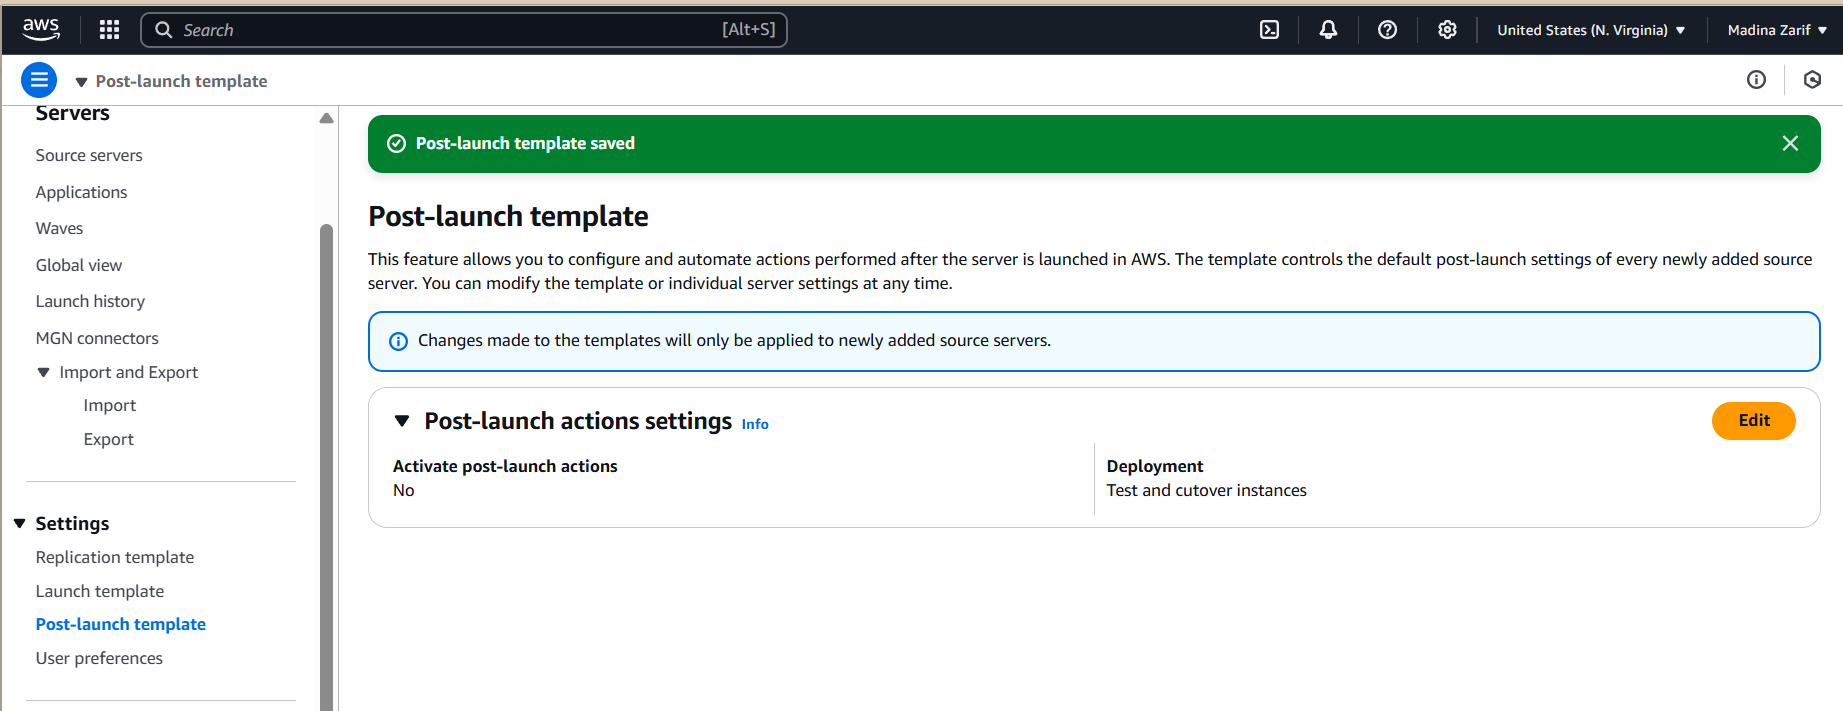 aws
Search
[Alt+S]
United States (N. Virginia)
Madina Zarif
Post-launch template
Servers
Source servers
Applications
Waves
Global view
Launch history
MGN connectors
Import and Export
Import
Export
Settings
Replication template
Launch template
Post-launch template
User preferences
Post-launch template saved
Post-launch template
This feature allows you to configure and automate actions performed after the server is launched in AWS. The template controls the default post-launch settings of every newly added source
server. You can modify the template or individual server settings at any time.
Changes made to the templates will only be applied to newly added source servers.
Post-launch actions settings Info
Edit
Activate post-launch actions
No
Deployment
Test and cutover instances